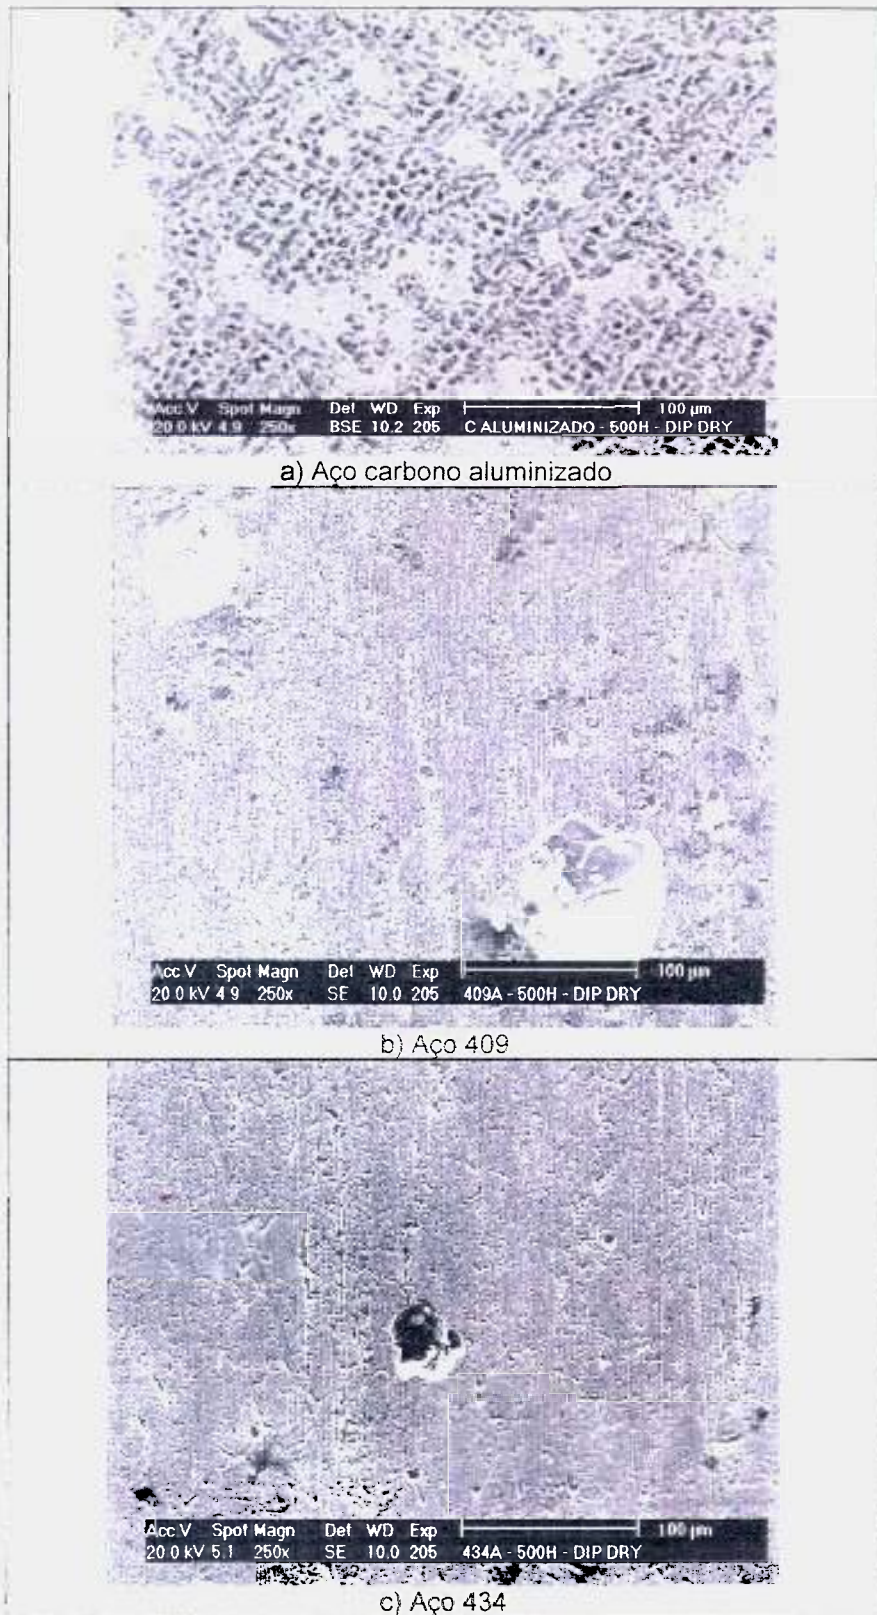 Acc V Spot Magn Det WD Exp 100 µm
20.0 kV 4.9 250x BSE 10.2 205 C ALUMINIZADO - 500H - DIP DRY
a) Aço carbono aluminizado
Acc V Spot Magn Det WD Exp 100 µm
20.0 kV 4.9 250x SE 10.0 205 409A - 500H - DIP DRY
b) Aço 409
Acc V Spot Magn Det WD Exp 100 µm
20.0 kV 5.1 250x SE 10.0 205 434A - 500H - DIP DRY
c) Aço 434